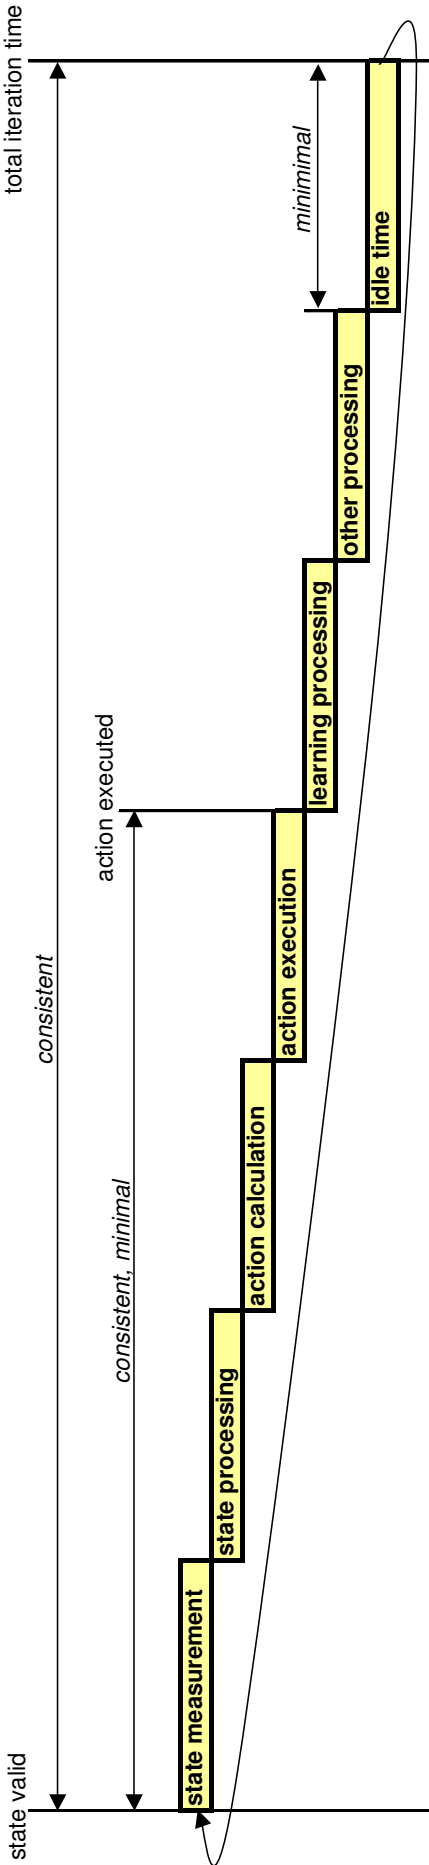 state valid
total iteration time
consistent
action executed
consistent, minimal
minimimal
state measurement
state processing
action calculation
action execution
learning processing
other processing
idle time